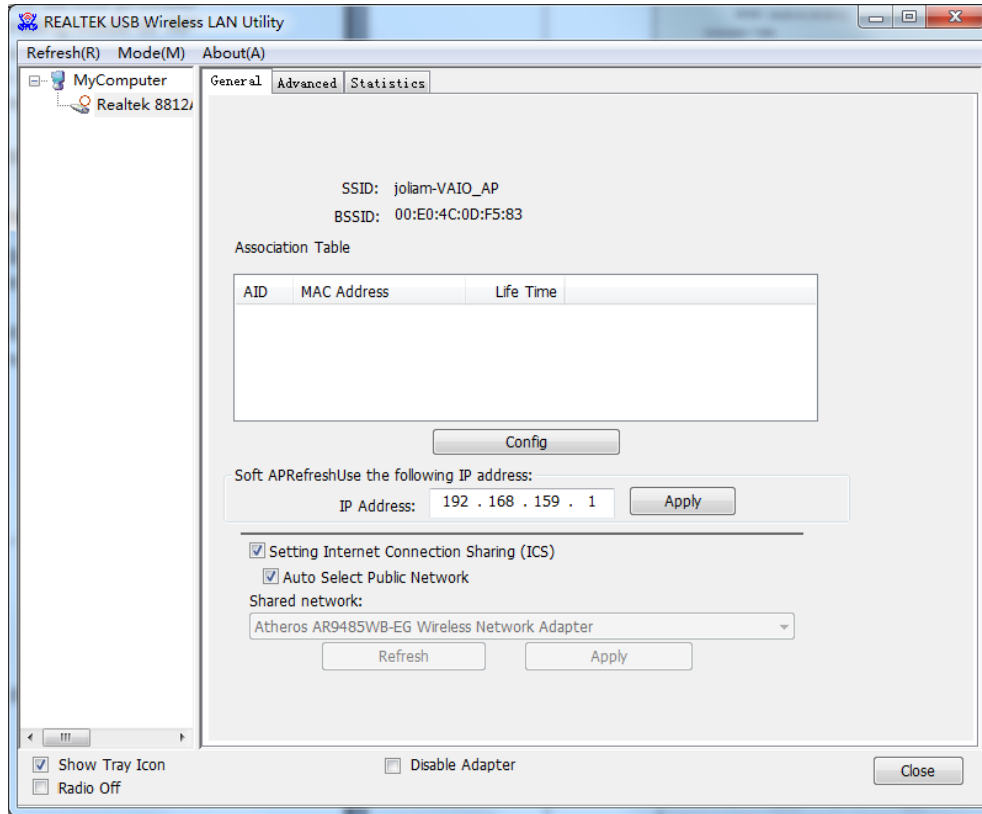 REALTEK USB Wireless LAN Utility
Refresh(R) Mode(M) About(A)
MyComputer
Realtek 8812A
General Advanced Statistics
SSID: joliam-VAIO_AP
BSSID: 00:E0:4C:0D:F5:83
Association Table
AID MAC Address Life Time
Config
Soft APRefreshUse the following IP address:
IP Address: 192 . 168 . 159 . 1 Apply
Setting Internet Connection Sharing (ICS)
Auto Select Public Network
Shared network:
Atheros AR9485WB-EG Wireless Network Adapter
Refresh Apply
Show Tray Icon Disable Adapter Close
Radio Off